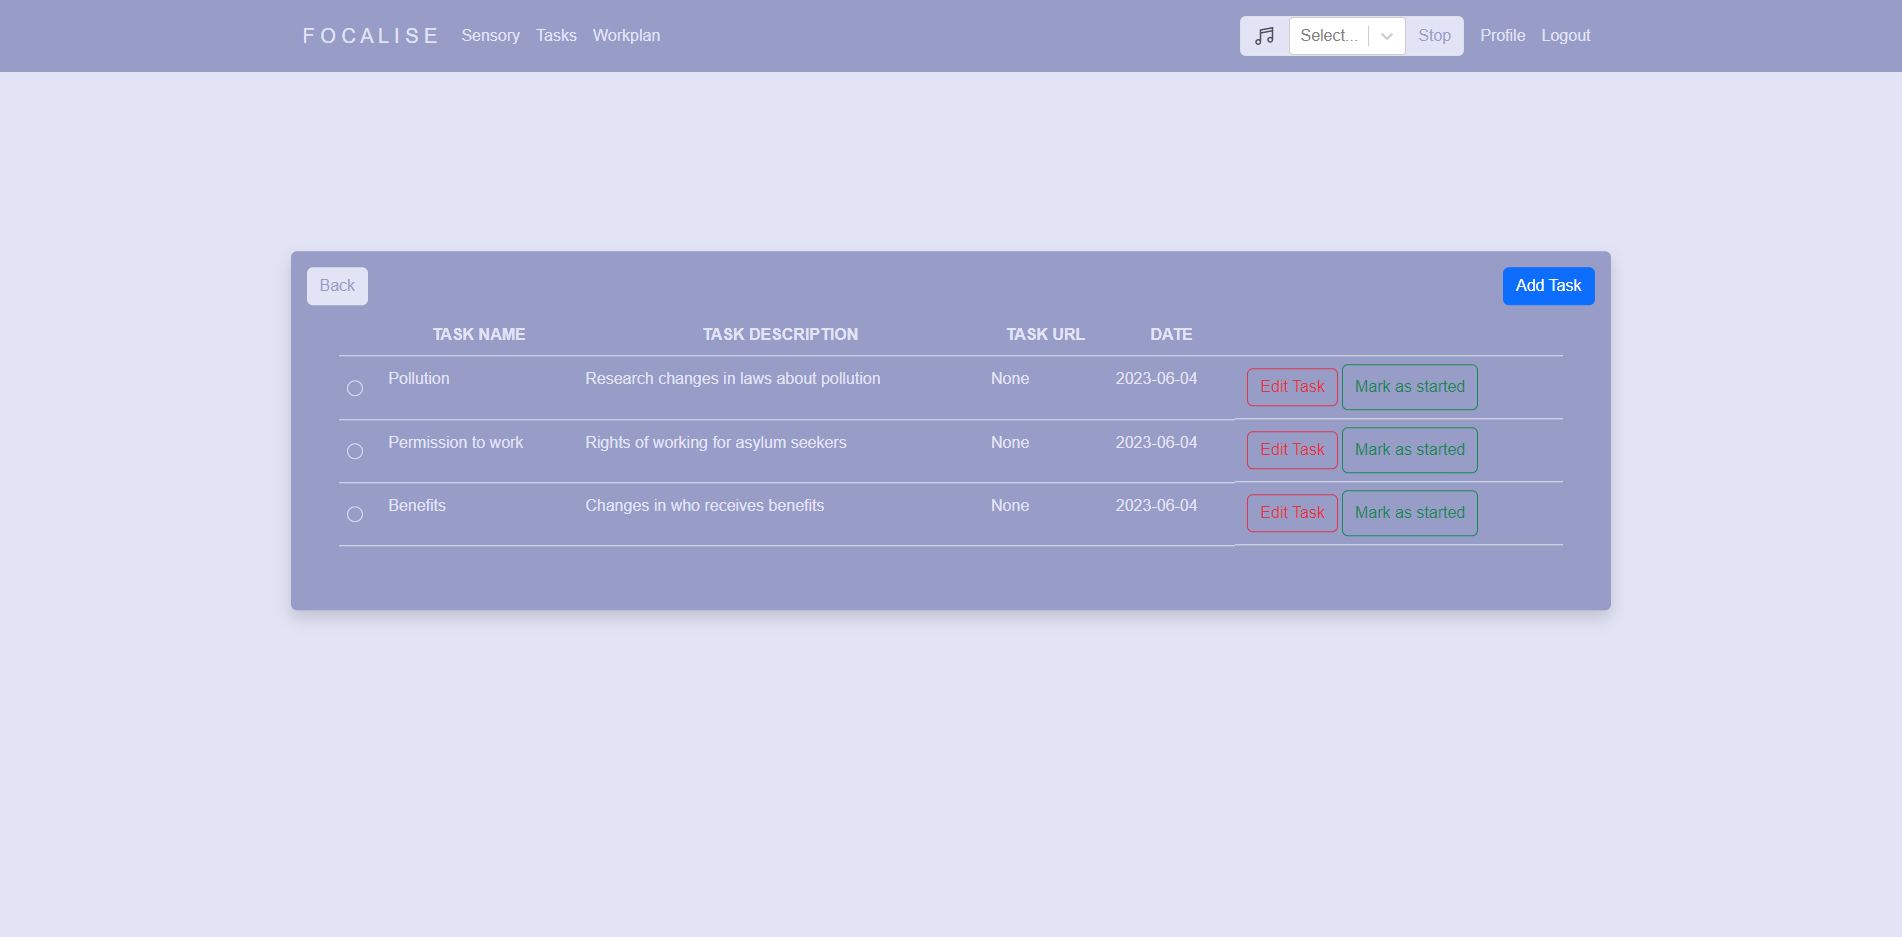 FOCALISE Sensory Tasks Workplan Select... Stop Profile Logout
Back Add Task
TASK NAME TASK DESCRIPTION TASK URL DATE
Pollution Research changes in laws about pollution None 2023-06-04 Edit Task Mark as started
Permission to work Rights of working for asylum seekers None 2023-06-04 Edit Task Mark as started
Benefits Changes in who receives benefits None 2023-06-04 Edit Task Mark as started